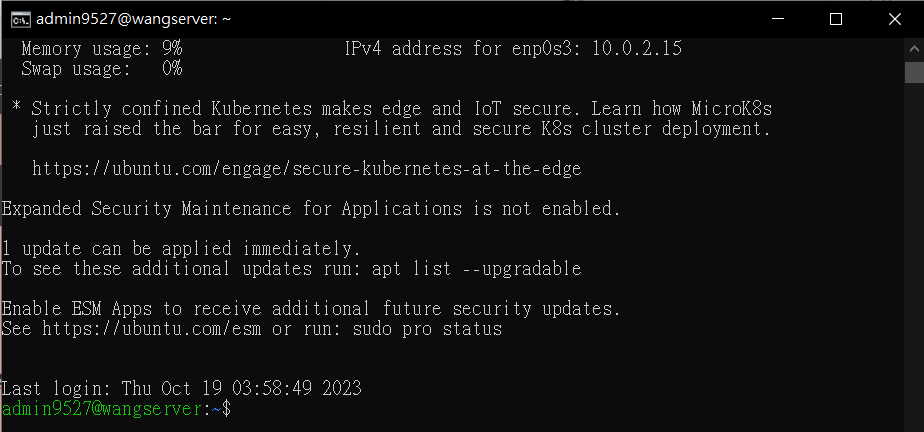 admin9527@wangserver: ~
Memory usage: 9% IPv4 address for enp0s3: 10.0.2.15
Swap usage: 0%
* Strictly confined Kubernetes makes edge and IoT secure. Learn how MicroK8s
just raised the bar for easy, resilient and secure K8s cluster deployment.
https://ubuntu.com/engage/secure-kubernetes-at-the-edge
Expanded Security Maintenance for Applications is not enabled.
1 update can be applied immediately.
To see these additional updates run: apt list --upgradable
Enable ESM Apps to receive additional future security updates.
See https://ubuntu.com/esm or run: sudo pro status
Last login: Thu Oct 19 03:58:49 2023
admin9527@wangserver:~$